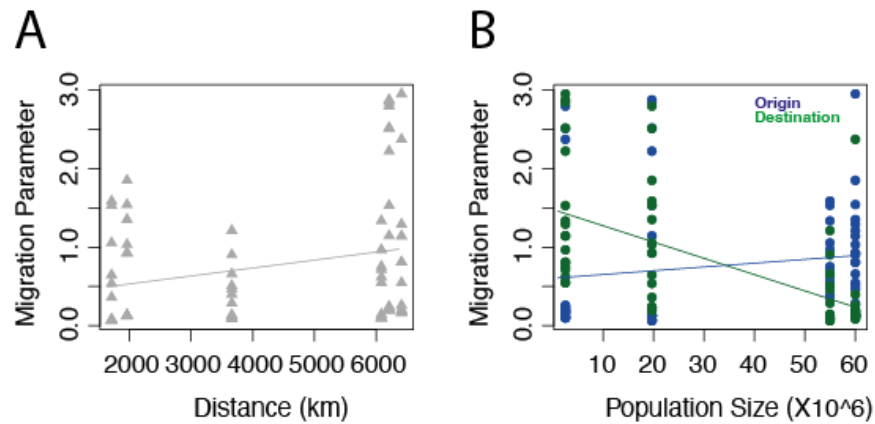 A
Migration Parameter
3.0
2.0
1.0
0.0
2000 3000 4000 5000 6000
Distance (km)
B
Migration Parameter
3.0
2.0
1.0
0.0
Origin
Destination
10 20 30 40 50 60
Population Size (X10^6)